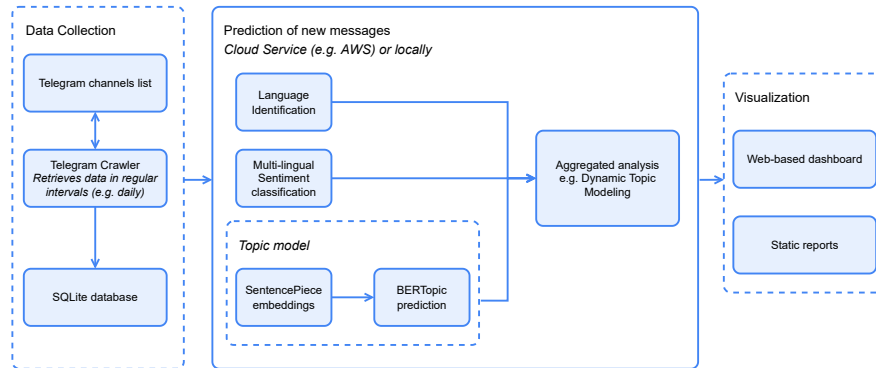 Data Collection
Telegram channels list
Telegram Crawler
Retrieves data in regular
intervals (e.g. daily)
SQLite database
Prediction of new messages
Cloud Service (e.g. AWS) or locally
Language
Identification
Multi-lingual
Sentiment
classification
Topic model
SentencePiece
embeddings
BERTopic
prediction
Aggregated analysis
e.g. Dynamic Topic
Modeling
Visualization
Web-based dashboard
Static reports